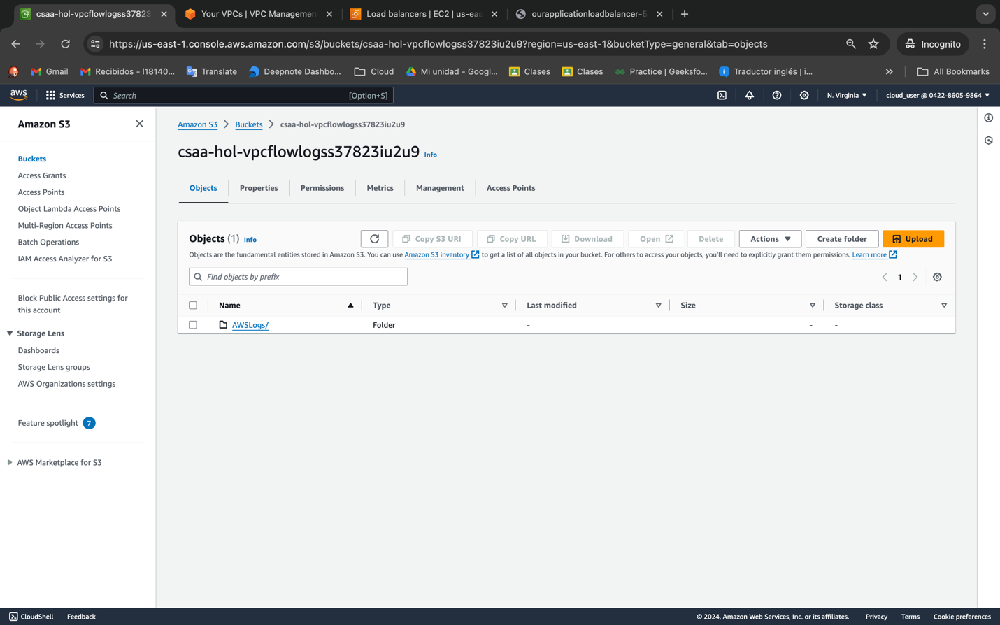 csaa-hol-vpcflowlogss37823
Your VPCs | VPC Managemen
Load balancers | EC2 | us-eas
ourapplicationloadbalancer-5
https://us-east-1.console.aws.amazon.com/s3/buckets/csaa-hol-vpcflowlogss37823iu2u9?region=us-east-1&bucketType=general&tab=objects
Incognito
Gmail
Recibidos - l18140...
Translate
Deepnote Dashbo...
Cloud
Mi unidad - Googl...
Clases
Clases
Practice | Geeksfo...
Traductor inglés | i...
All Bookmarks
aws
Services
Search
[Option+S]
N. Virginia
cloud_user @ 0422-8605-9864
Amazon S3
Buckets
Access Grants
Access Points
Object Lambda Access Points
Multi-Region Access Points
Batch Operations
IAM Access Analyzer for S3
Block Public Access settings for
this account
Storage Lens
Dashboards
Storage Lens groups
AWS Organizations settings
Feature spotlight 7
AWS Marketplace for S3
Amazon S3 > Buckets > csaa-hol-vpcflowlogss37823iu2u9
csaa-hol-vpcflowlogss37823iu2u9 Info
Objects
Properties
Permissions
Metrics
Management
Access Points
Objects (1) Info
Copy S3 URI
Copy URL
Download
Open
Delete
Actions
Create folder
Upload
Objects are the fundamental entities stored in Amazon S3. You can use Amazon S3 inventory to get a list of all objects in your bucket. For others to access your objects, you'll need to explicitly grant them permissions. Learn more
Find objects by prefix
1
Name
Type
Last modified
Size
Storage class
AWSLogs/
Folder
-
-
-
CloudShell
Feedback
© 2024, Amazon Web Services, Inc. or its affiliates.
Privacy
Terms
Cookie preferences